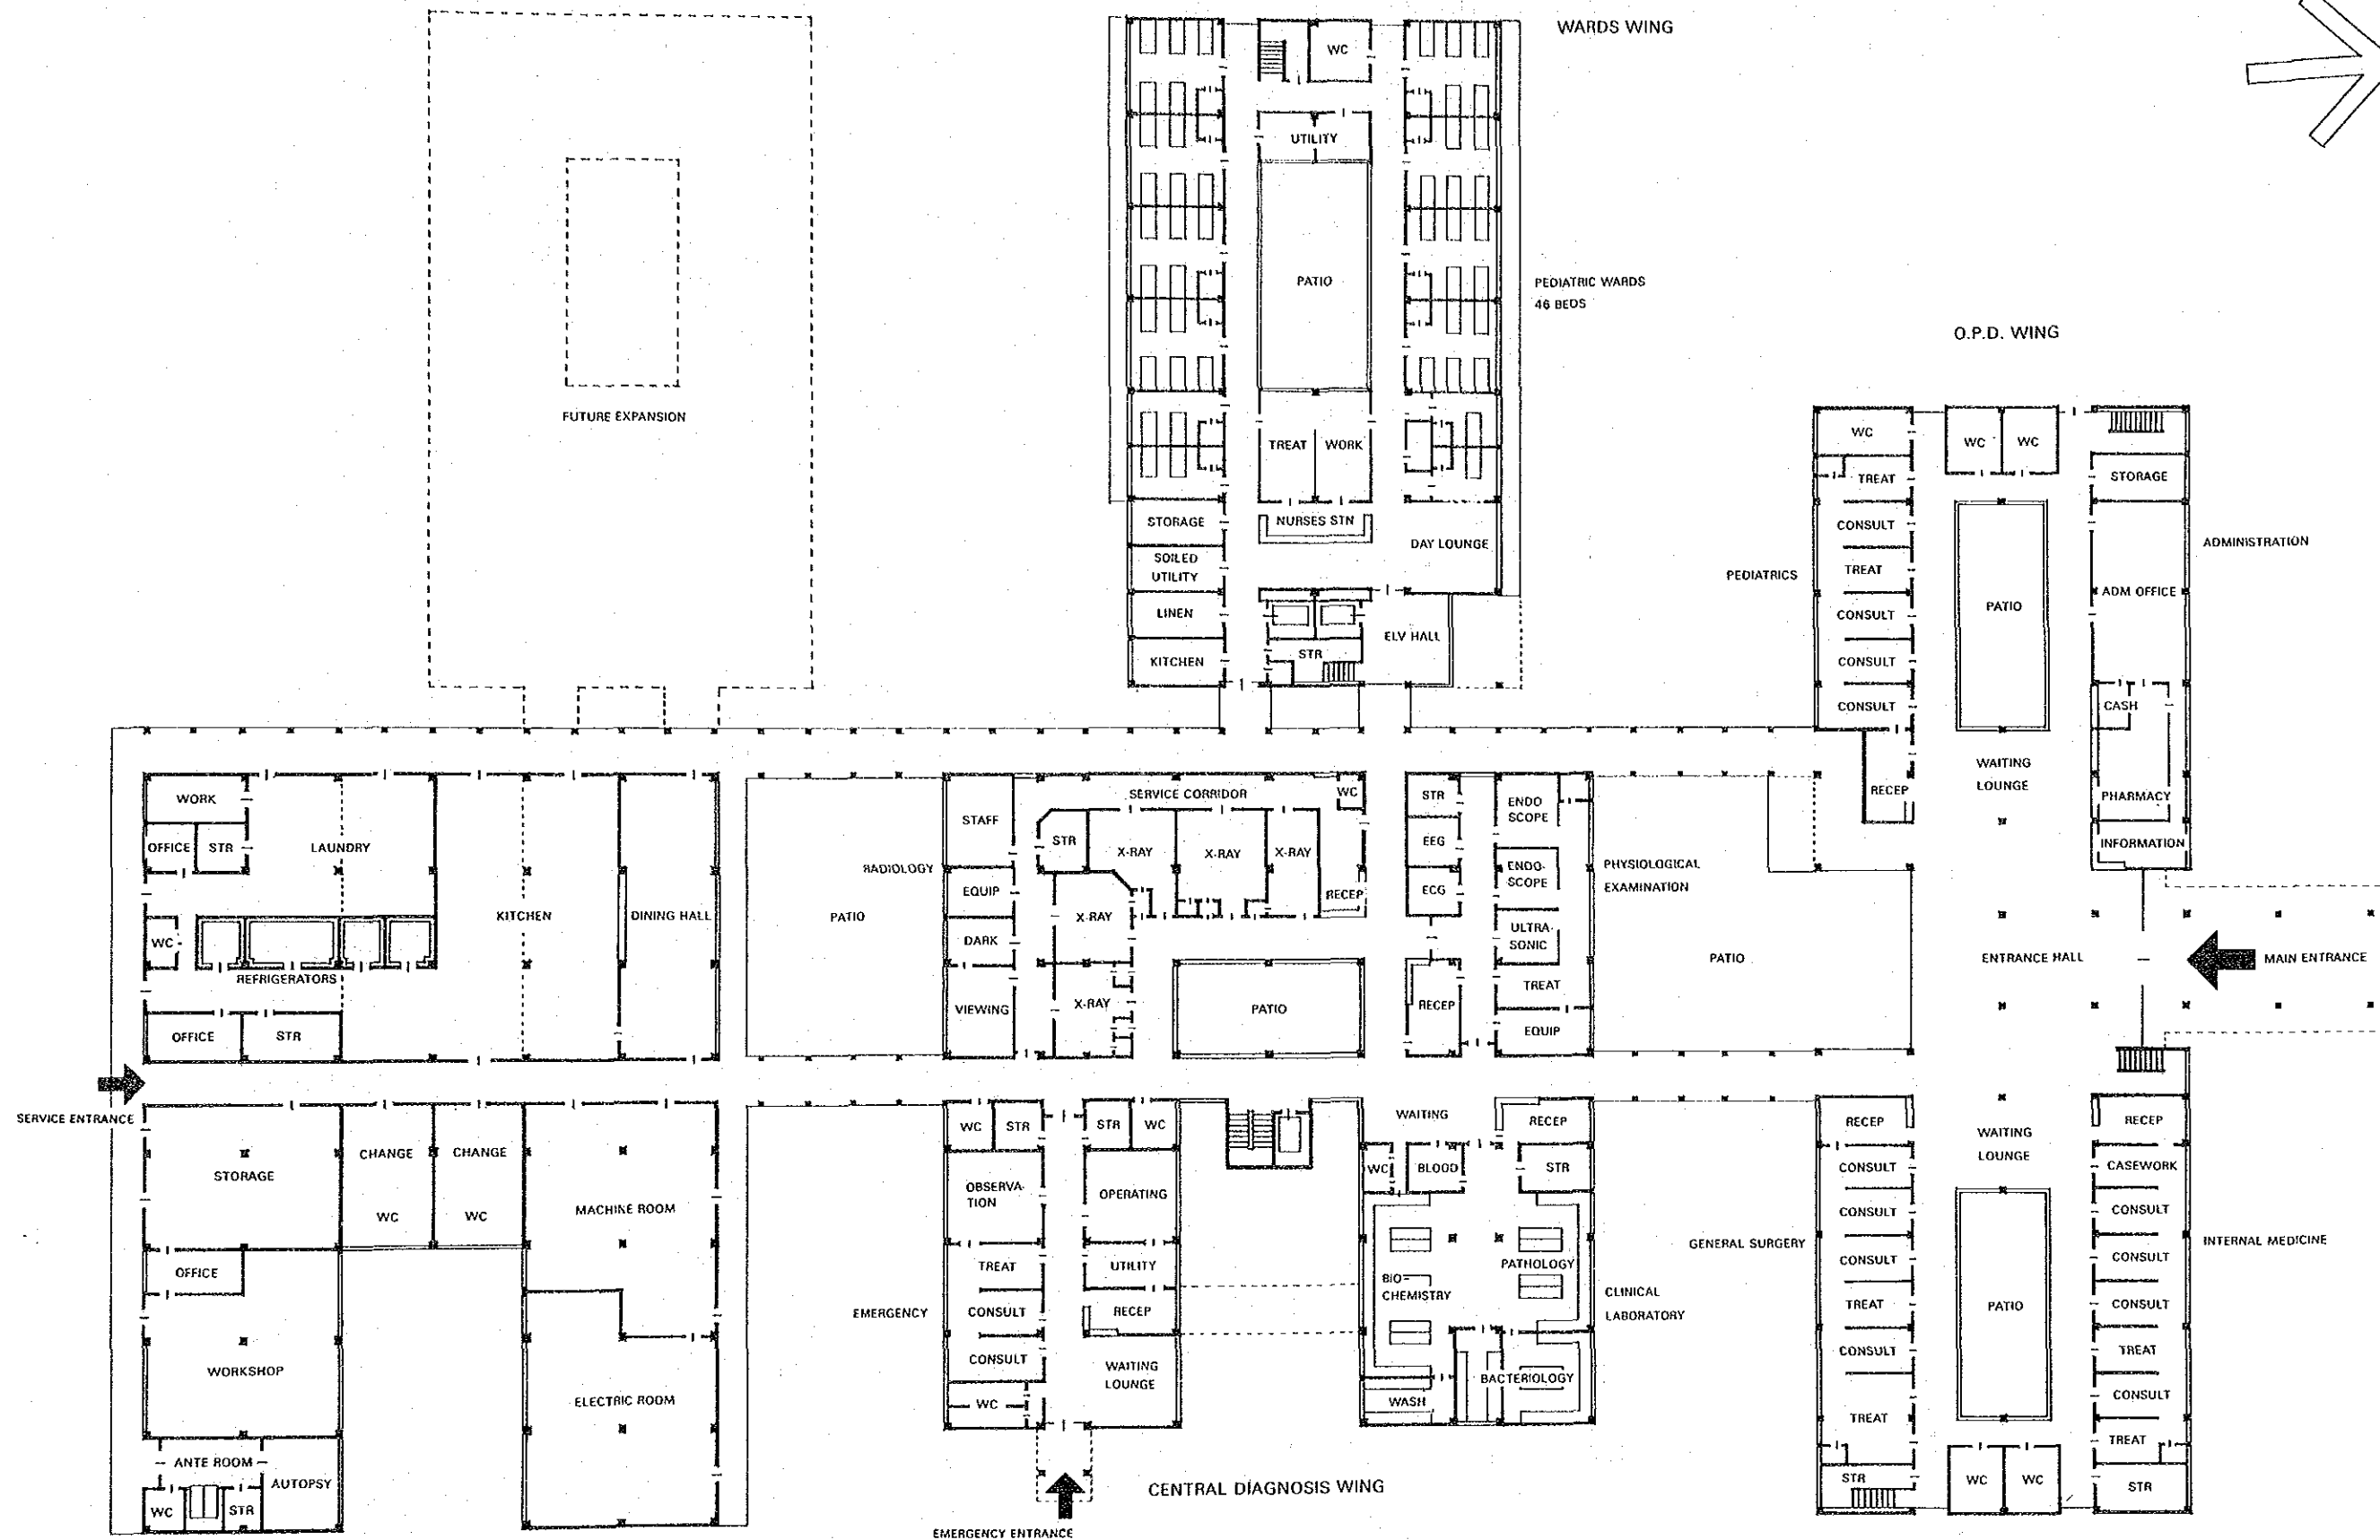 WARDS WING
WC
UTILITY
PATIO
PEDIATRIC WARDS
46 BEDS
FUTURE EXPANSION
TREAT
WORK
STORAGE
NURSES STN
SOILED
UTILITY
DAY LOUNGE
LINEN
KITCHEN
STR
ELV HALL
O.P.D. WING
WC
WC
WC
TREAT
STORAGE
CONSULT
ADMINISTRATION
PEDIATRICS
TREAT
ADM OFFICE
PATIO
CONSULT
CONSULT
CONSULT
CASH
WAITING
LOUNGE
RECEP
PHARMACY
INFORMATION
ENTRANCE HALL
MAIN ENTRANCE
WORK
OFFICE
STR
LAUNDRY
WC
REFRIGERATORS
OFFICE
STR
KITCHEN
DINING HALL
PATIO
RADIOLOGY
STAFF
EQUIP
DARK
VIEWING
SERVICE CORRIDOR
WC
STR
X-RAY
X-RAY
X-RAY
RECEP
X-RAY
X-RAY
PATIO
STR
EEG
ECG
RECEP
ENDO
SCOPE
ENDO-
SCOPE
ULTRA-
SONIC
TREAT
EQUIP
PHYSIOLOGICAL
EXAMINATION
PATIO
SERVICE ENTRANCE
STORAGE
CHANGE
CHANGE
WC
WC
OFFICE
WORKSHOP
ANTE ROOM
AUTOPSY
WC
STR
MACHINE ROOM
ELECTRIC ROOM
EMERGENCY
WC
STR
STR
WC
OBSERVA-
TION
OPERATING
TREAT
UTILITY
CONSULT
RECEP
CONSULT
WAITING
LOUNGE
WC
EMERGENCY ENTRANCE
CENTRAL DIAGNOSIS WING
WAITING
RECEP
WC
BLOOD
STR
PATHOLOGY
BIO-
CHEMISTRY
BACTERIOLOGY
WASH
CLINICAL
LABORATORY
GENERAL SURGERY
RECEP
CONSULT
CONSULT
CONSULT
TREAT
CONSULT
TREAT
STR
WAITING
LOUNGE
PATIO
WC
WC
RECEP
CASEWORK
CONSULT
CONSULT
CONSULT
TREAT
CONSULT
TREAT
STR
INTERNAL MEDICINE